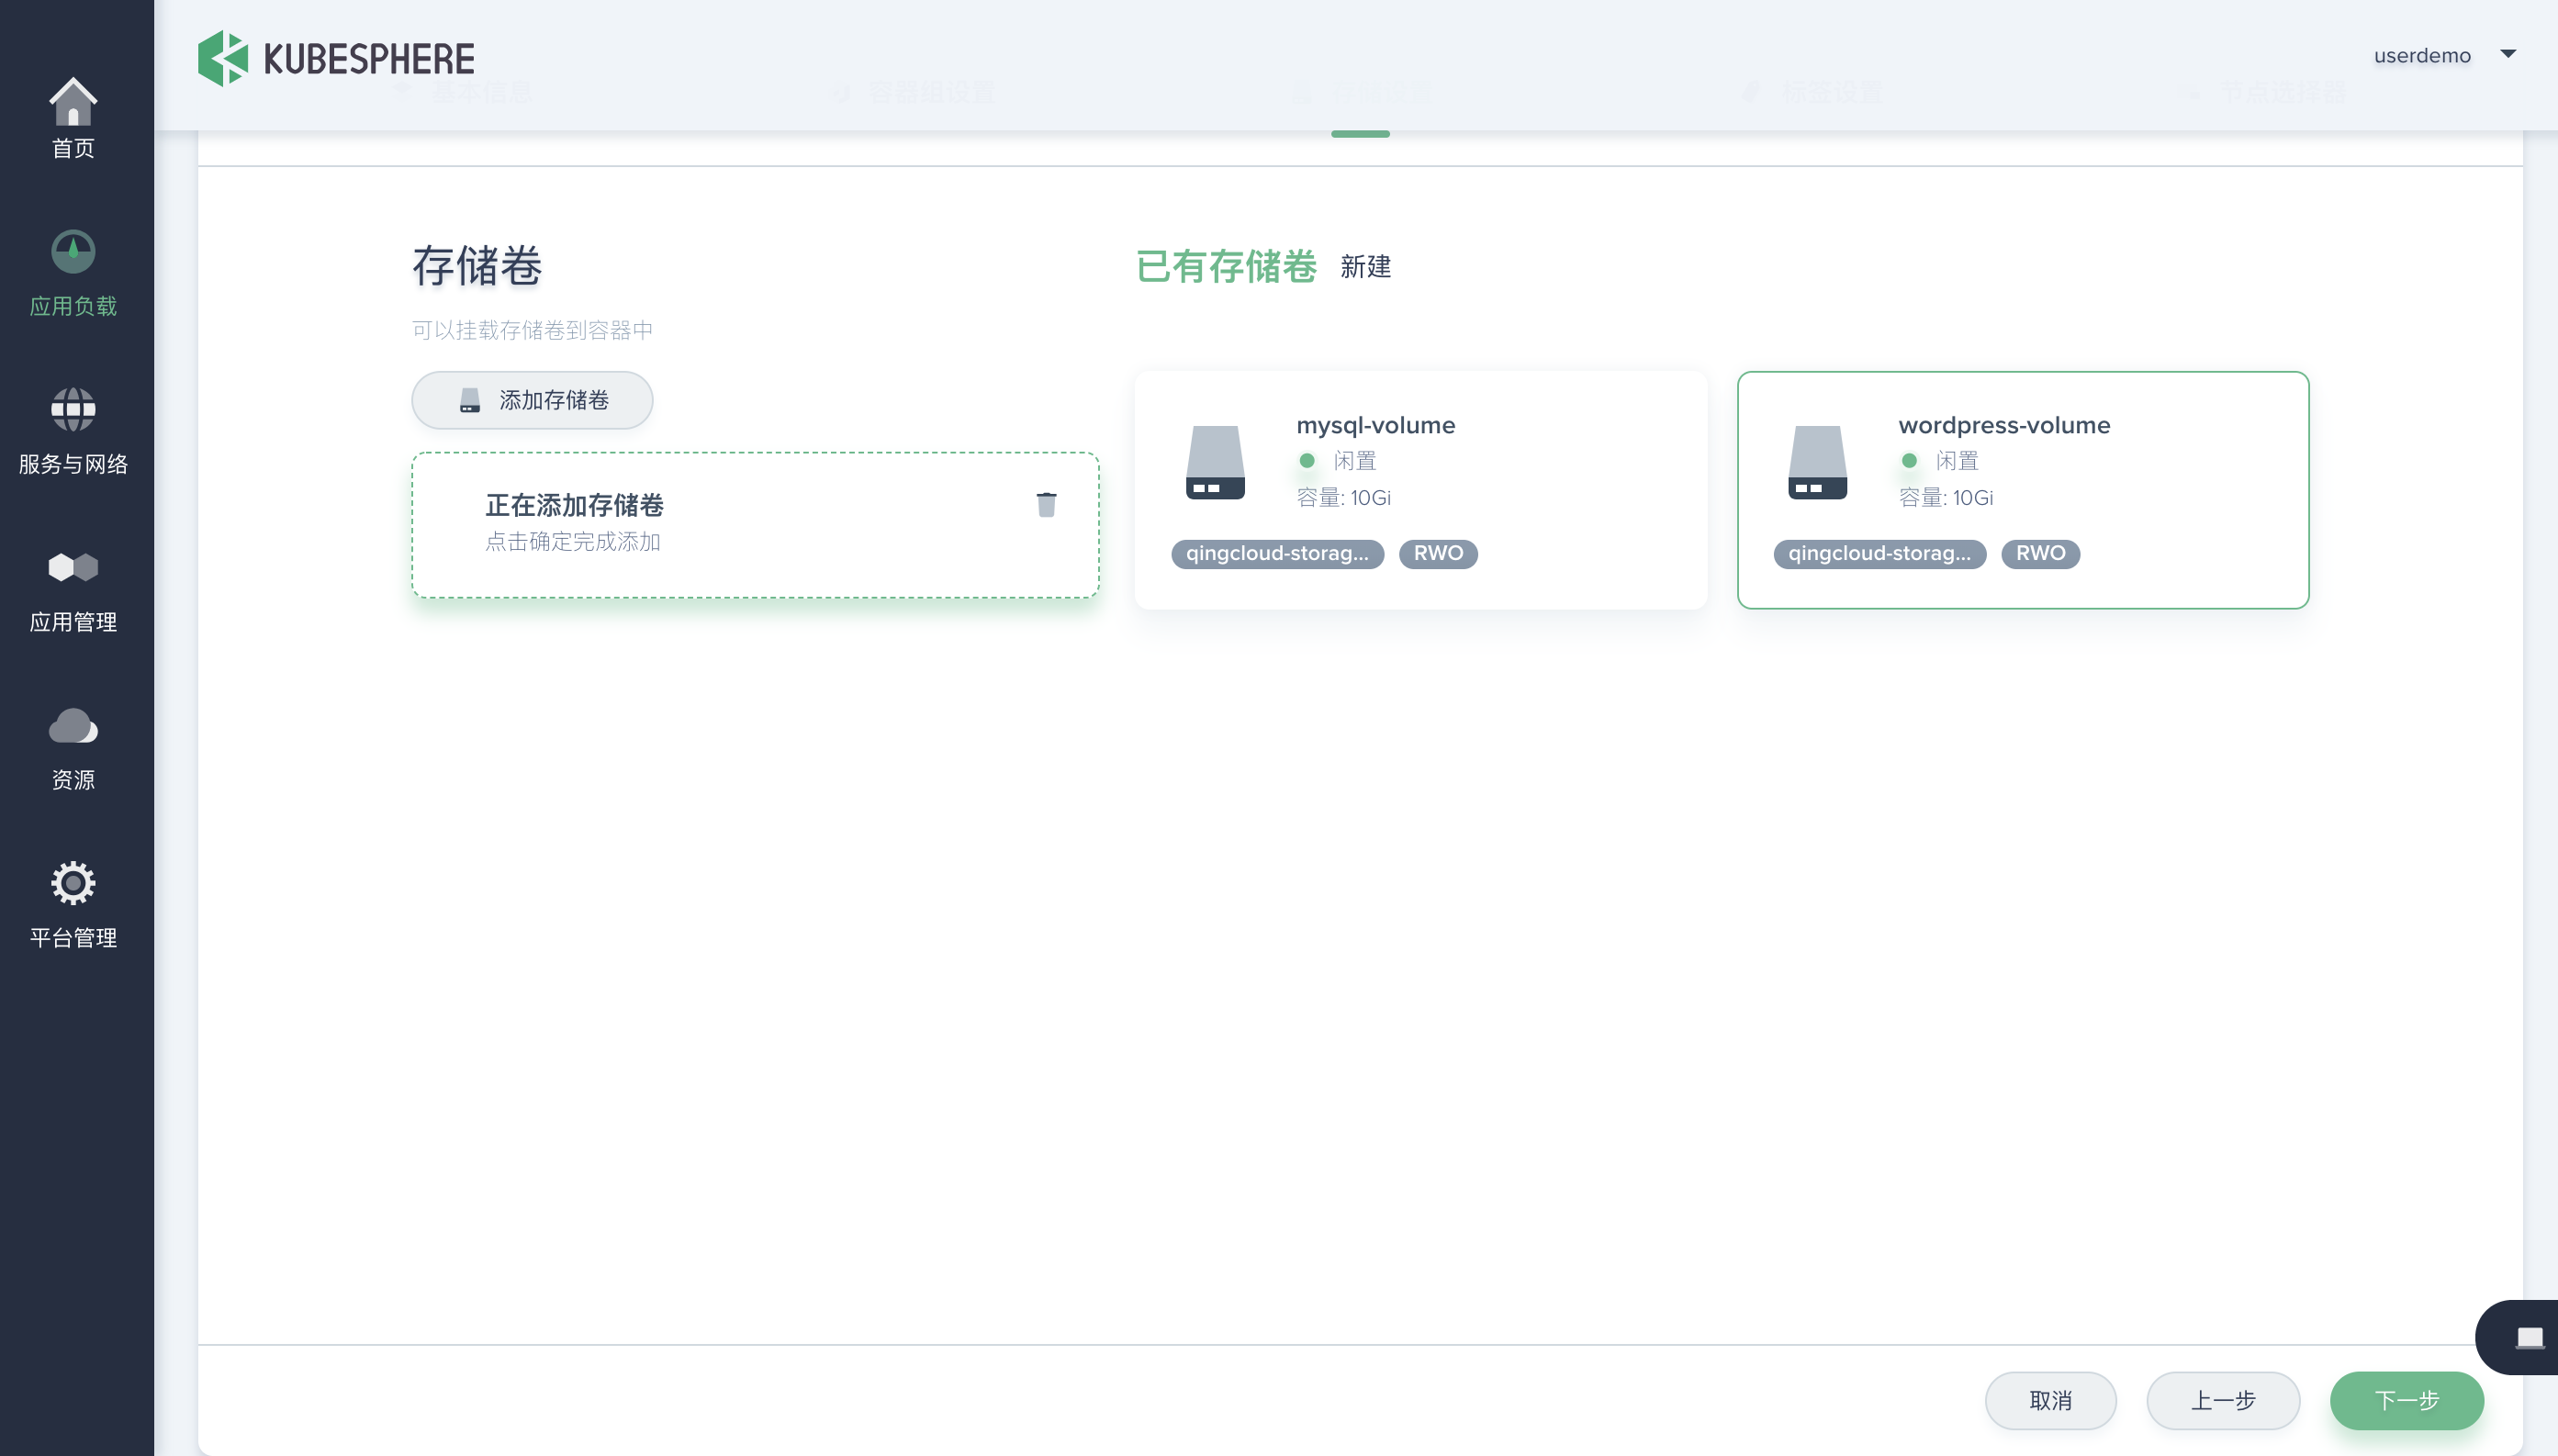 KUBESPHERE
userdemo
基本信息
容器组设置
标签设置
节点选择器
首页
应用负载
服务与网络
应用管理
资源
平台管理
存储卷
可以挂载存储卷到容器中
添加存储卷
正在添加存储卷
点击确定完成添加
已有存储卷 新建
mysql-volume
闲置
容量: 10Gi
qingcloud-storag... RWO
wordpress-volume
闲置
容量: 10Gi
qingcloud-storag... RWO
取消
上一步
下一步